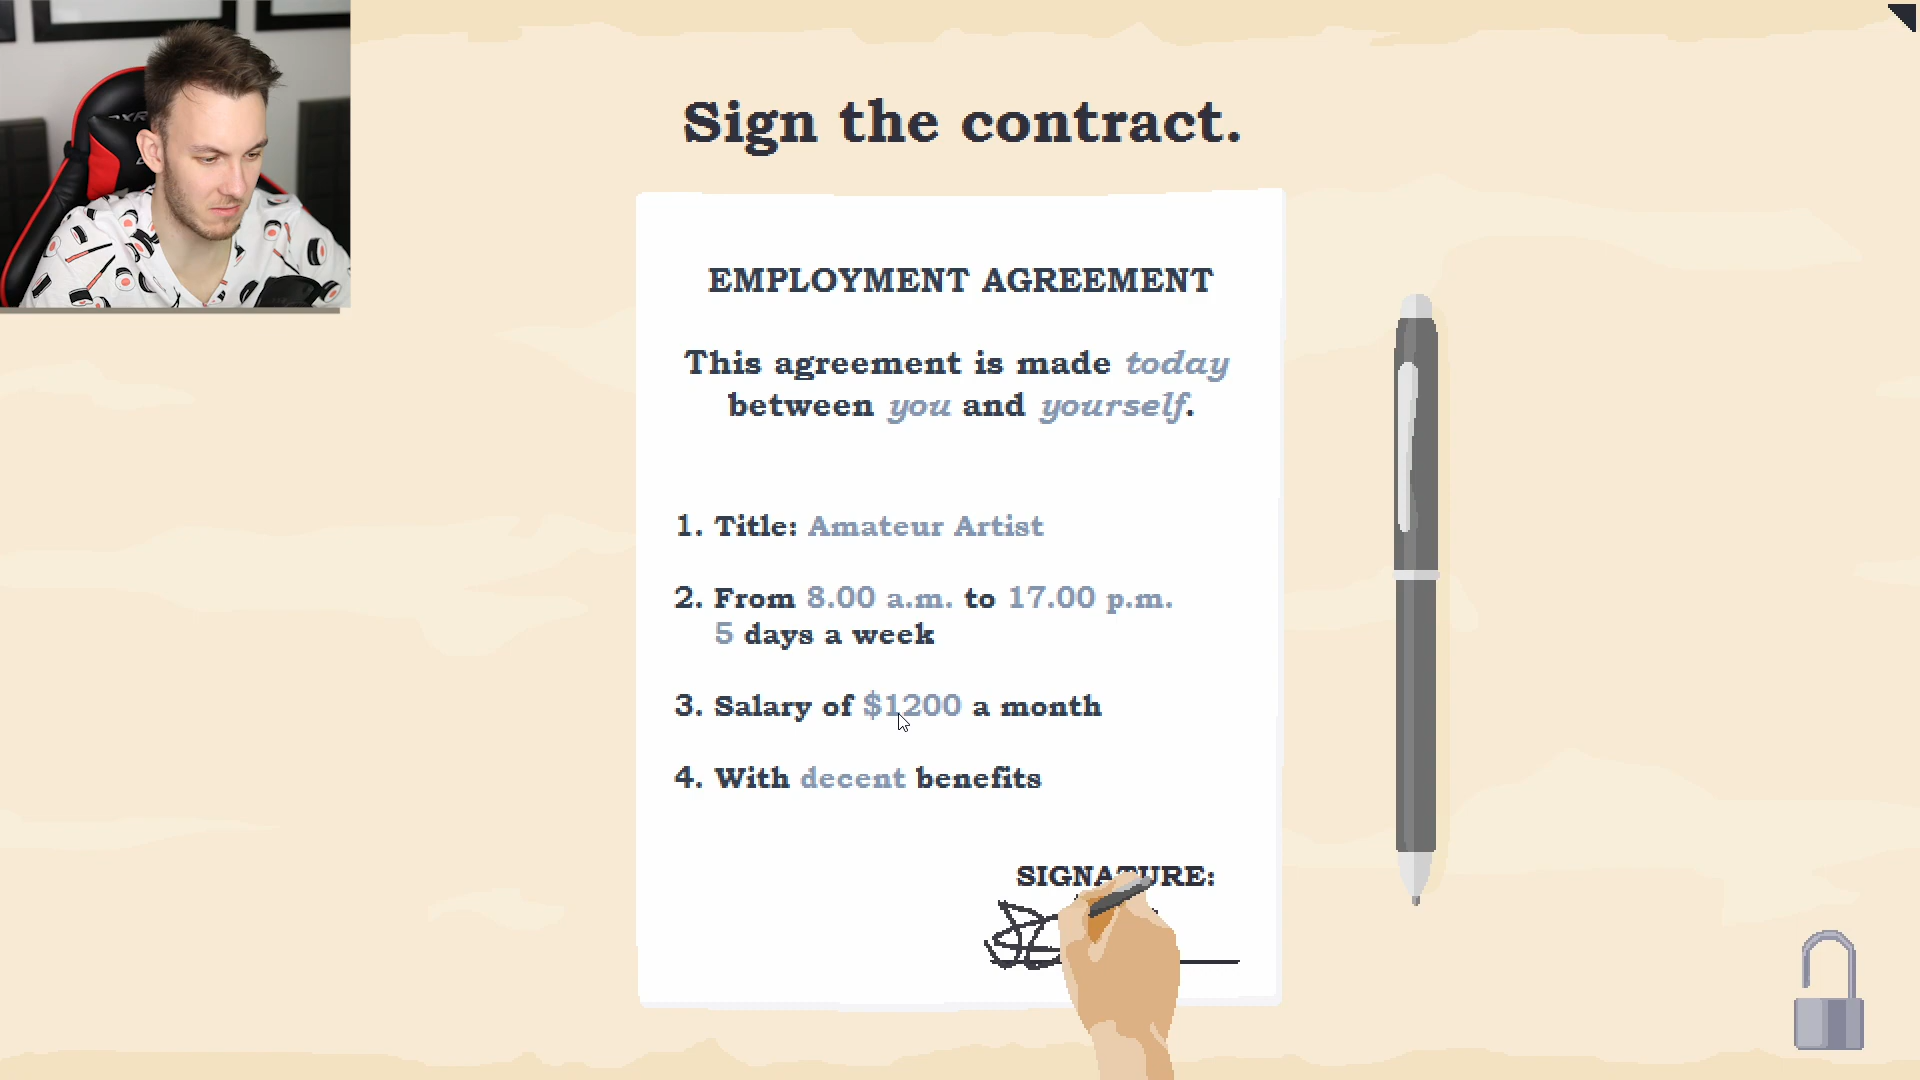 Sign the contract.
EMPLOYMENT AGREEMENT
This agreement is made today
between you and yourself.
1. Title: Amateur Artist
2. From 8.00 a.m. to 17.00 p.m.
5 days a week
3. Salary of $1200 a month
4. With decent benefits
SIGNATURE: